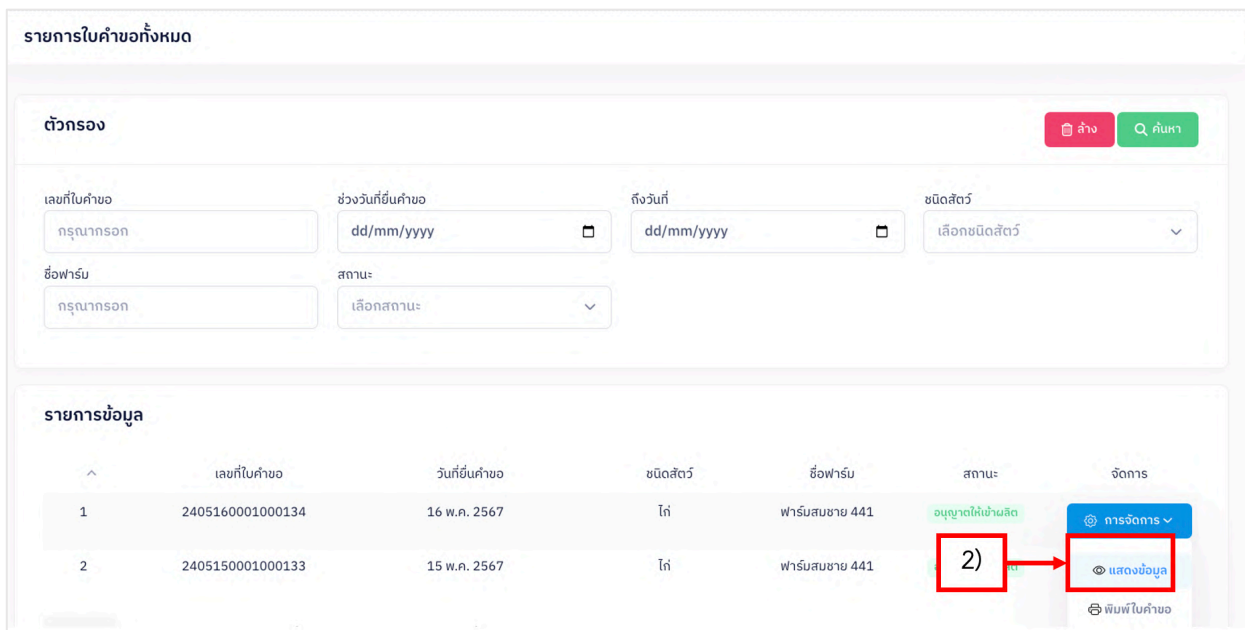 รายการใบคำขอทั้งหมด
ตัวกรอง
ล้าง ค้นหา
เลขที่ใบคำขอ ช่วงวันที่ยื่นคำขอ ถึงวันที่ ชนิดสัตว์
กรุณากรอก dd/mm/yyyy dd/mm/yyyy เลือกชนิดสัตว์
ชื่อฟาร์ม สถานะ
กรุณากรอก เลือกสถานะ
รายการข้อมูล
เลขที่ใบคำขอ วันที่ยื่นคำขอ ชนิดสัตว์ ชื่อฟาร์ม สถานะ จัดการ
1 2405160001000134 16 พ.ค. 2567 ไก่ ฟาร์มสมชาย 441 อนุญาตให้เข้าผลิต การจัดการ
2 2405150001000133 15 พ.ค. 2567 ไก่ ฟาร์มสมชาย 441 2) แสดงข้อมูล
พิมพ์ใบคำขอ